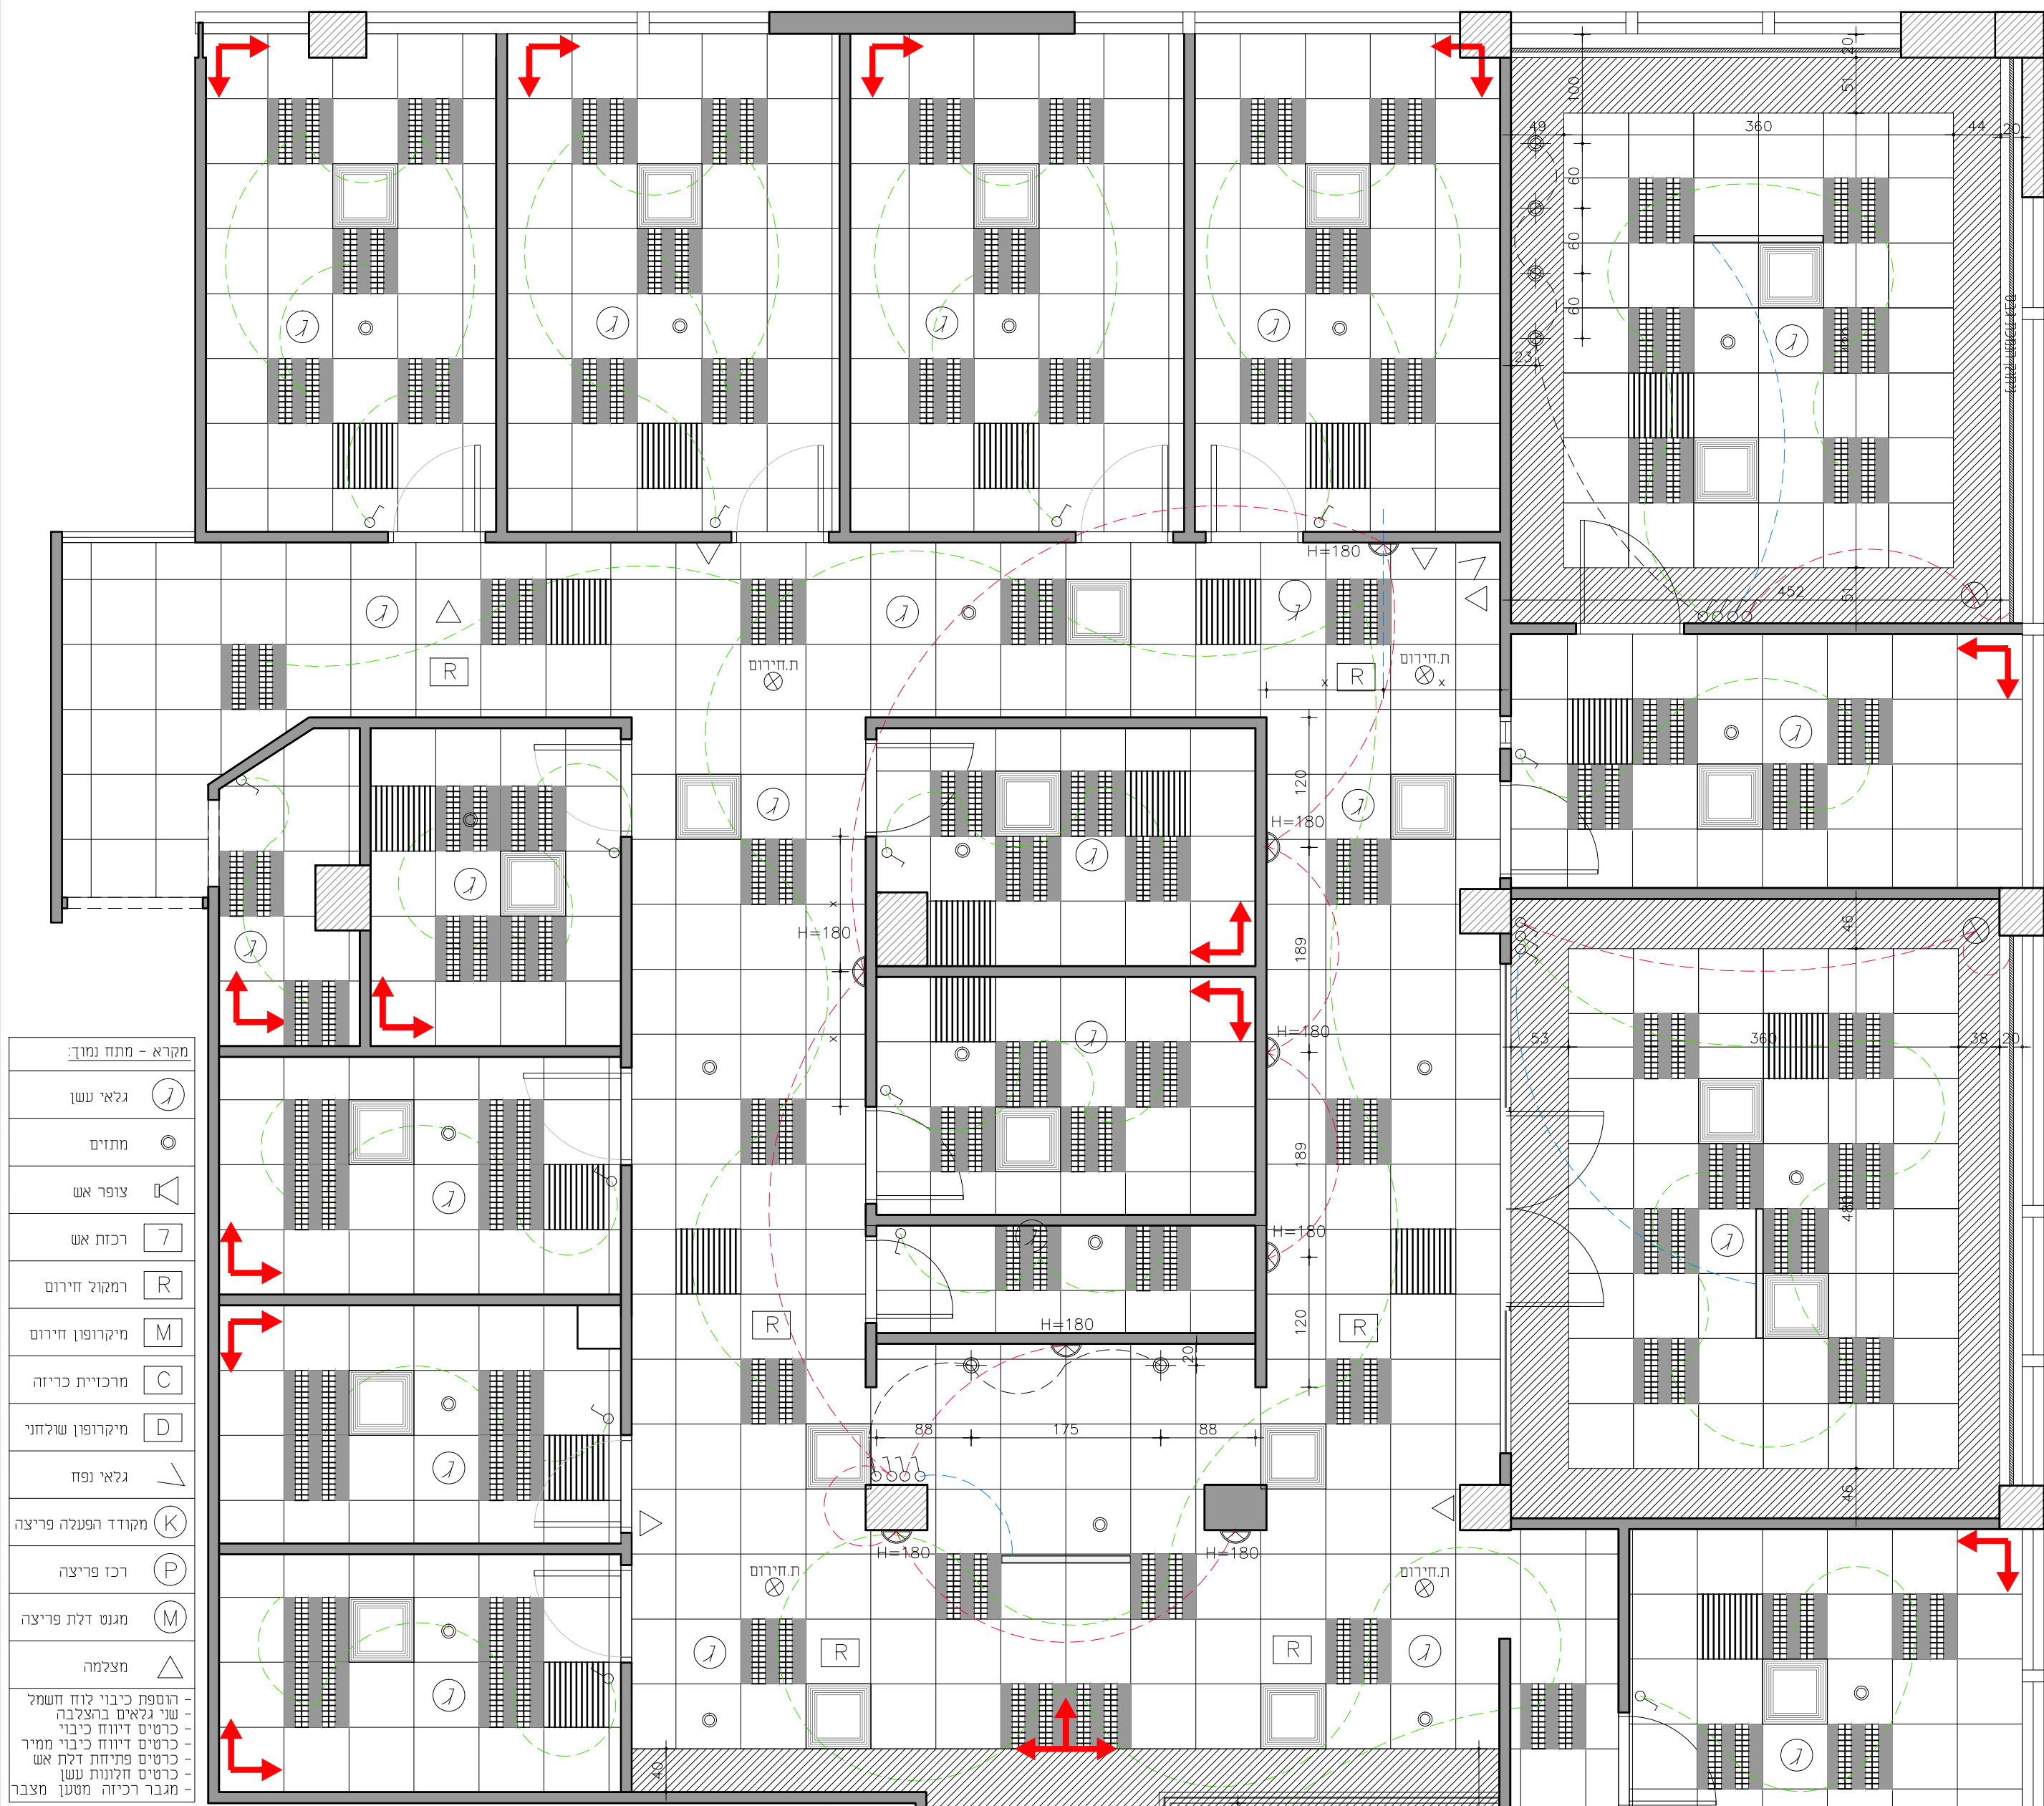 20
51
100
49
360
44
20
60
60
60
23
452
51
H=180
R
ת.חירום
R
ת.חירום
x
x
120
H=180
x
H=180
189
x
H=180
189
H=180
120
46
53
360
38
20
480
46
R
R
H=180
20
88
175
88
H=180
H=180
ת.חירום
ת.חירום
R
R
40
מקרא - מתח נמוך:
גלאי עשן
מתזים
צופר אש
רכזת אש 7
רמקול חירום R
מיקרופון חירום M
מרכזיית כריזה C
מיקרופון שולחני D
גלאי נפח
מקודד הפעלה פריצה K
רכז פריצה P
מגנט דלת פריצה M
מצלמה
- הוספת כיבוי לוח חשמל
- שני גלאים בהצלבה
- כרטיס דיווח כיבוי
- כרטיס דיווח כיבוי ממיר
- כרטיס פתיחת דלת אש
- כרטיס חלונות עשן
- מגבר רכיזה מטען מצבר